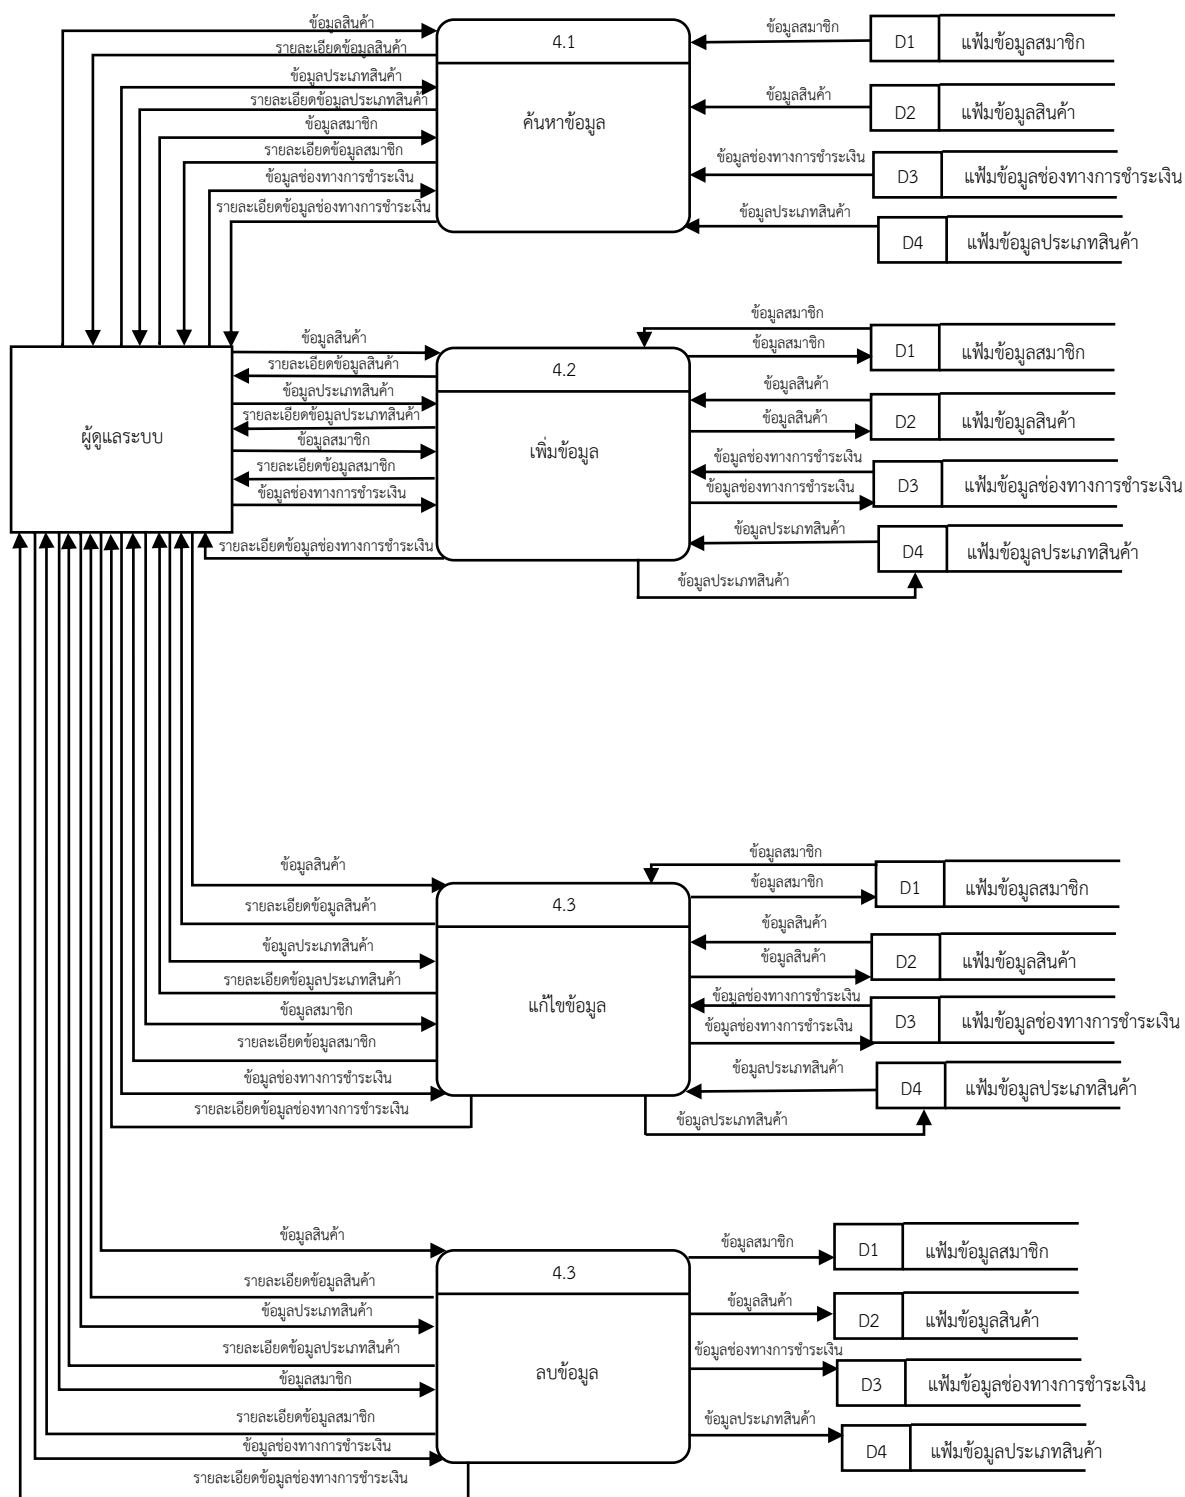 ข้อมูลสินค้า
รายละเอียดข้อมูลสินค้า
ข้อมูลประเภทสินค้า
รายละเอียดข้อมูลประเภทสินค้า
ข้อมูลสมาชิก
รายละเอียดข้อมูลสมาชิก
ข้อมูลช่องทางการชำระเงิน
รายละเอียดข้อมูลช่องทางการชำระเงิน
4.1
ค้นหาข้อมูล
ข้อมูลสมาชิก
D1 แฟ้มข้อมูลสมาชิก
ข้อมูลสินค้า
D2 แฟ้มข้อมูลสินค้า
ข้อมูลช่องทางการชำระเงิน
D3 แฟ้มข้อมูลช่องทางการชำระเงิน
ข้อมูลประเภทสินค้า
D4 แฟ้มข้อมูลประเภทสินค้า
ผู้ดูแลระบบ
ข้อมูลสินค้า
รายละเอียดข้อมูลสินค้า
ข้อมูลประเภทสินค้า
รายละเอียดข้อมูลประเภทสินค้า
ข้อมูลสมาชิก
รายละเอียดข้อมูลสมาชิก
ข้อมูลช่องทางการชำระเงิน
รายละเอียดข้อมูลช่องทางการชำระเงิน
4.2
เพิ่มข้อมูล
ข้อมูลสมาชิก
ข้อมูลสมาชิก
D1 แฟ้มข้อมูลสมาชิก
ข้อมูลสินค้า
ข้อมูลสินค้า
D2 แฟ้มข้อมูลสินค้า
ข้อมูลช่องทางการชำระเงิน
ข้อมูลช่องทางการชำระเงิน
D3 แฟ้มข้อมูลช่องทางการชำระเงิน
ข้อมูลประเภทสินค้า
D4 แฟ้มข้อมูลประเภทสินค้า
ข้อมูลประเภทสินค้า
ข้อมูลสินค้า
รายละเอียดข้อมูลสินค้า
ข้อมูลประเภทสินค้า
รายละเอียดข้อมูลประเภทสินค้า
ข้อมูลสมาชิก
รายละเอียดข้อมูลสมาชิก
ข้อมูลช่องทางการชำระเงิน
รายละเอียดข้อมูลช่องทางการชำระเงิน
4.3
แก้ไขข้อมูล
ข้อมูลสมาชิก
ข้อมูลสมาชิก
D1 แฟ้มข้อมูลสมาชิก
ข้อมูลสินค้า
ข้อมูลสินค้า
D2 แฟ้มข้อมูลสินค้า
ข้อมูลช่องทางการชำระเงิน
ข้อมูลช่องทางการชำระเงิน
D3 แฟ้มข้อมูลช่องทางการชำระเงิน
ข้อมูลประเภทสินค้า
D4 แฟ้มข้อมูลประเภทสินค้า
ข้อมูลประเภทสินค้า
ข้อมูลสินค้า
รายละเอียดข้อมูลสินค้า
ข้อมูลประเภทสินค้า
รายละเอียดข้อมูลประเภทสินค้า
ข้อมูลสมาชิก
รายละเอียดข้อมูลสมาชิก
ข้อมูลช่องทางการชำระเงิน
รายละเอียดข้อมูลช่องทางการชำระเงิน
4.3
ลบข้อมูล
ข้อมูลสมาชิก
D1 แฟ้มข้อมูลสมาชิก
ข้อมูลสินค้า
D2 แฟ้มข้อมูลสินค้า
ข้อมูลช่องทางการชำระเงิน
D3 แฟ้มข้อมูลช่องทางการชำระเงิน
ข้อมูลประเภทสินค้า
D4 แฟ้มข้อมูลประเภทสินค้า